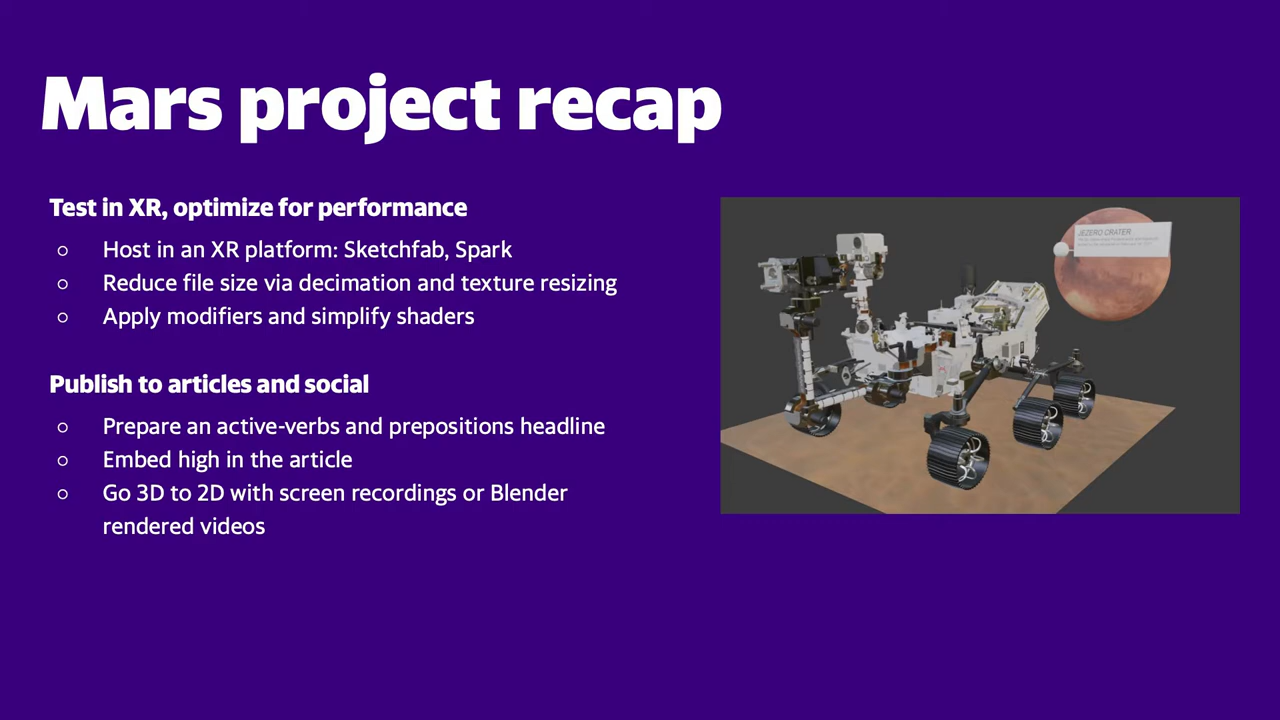 Mars project recap
Test in XR, optimize for performance
Host in an XR platform: Sketchfab, Spark
Reduce file size via decimation and texture resizing
Apply modifiers and simplify shaders
Publish to articles and social
Prepare an active-verbs and prepositions headline
Embed high in the article
Go 3D to 2D with screen recordings or Blender
rendered videos
JEZERO CRATER